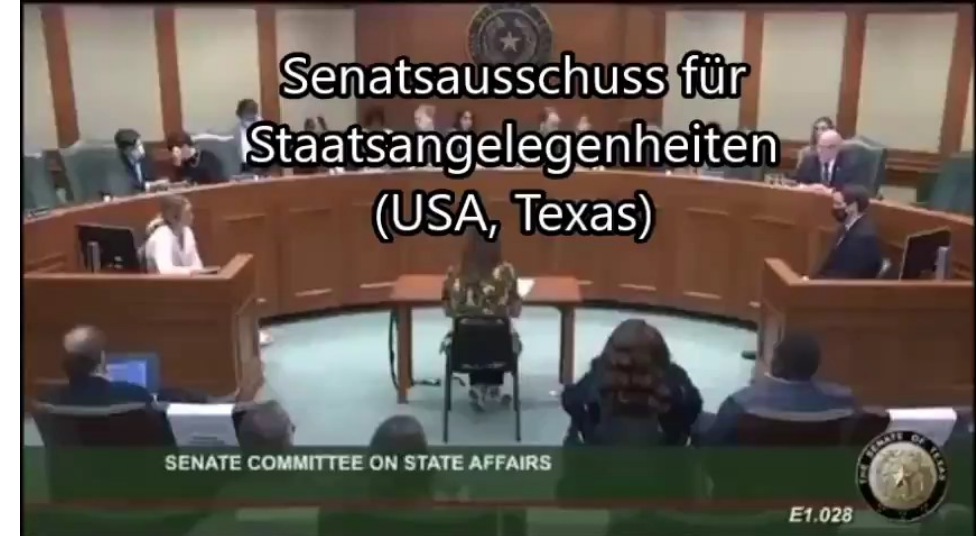 Senatsausschuss für
Staatsangelegenheiten
(USA, Texas)
SENATE COMMITTEE ON STATE AFFAIRS
THE SENATE OF TEXAS
E1.028